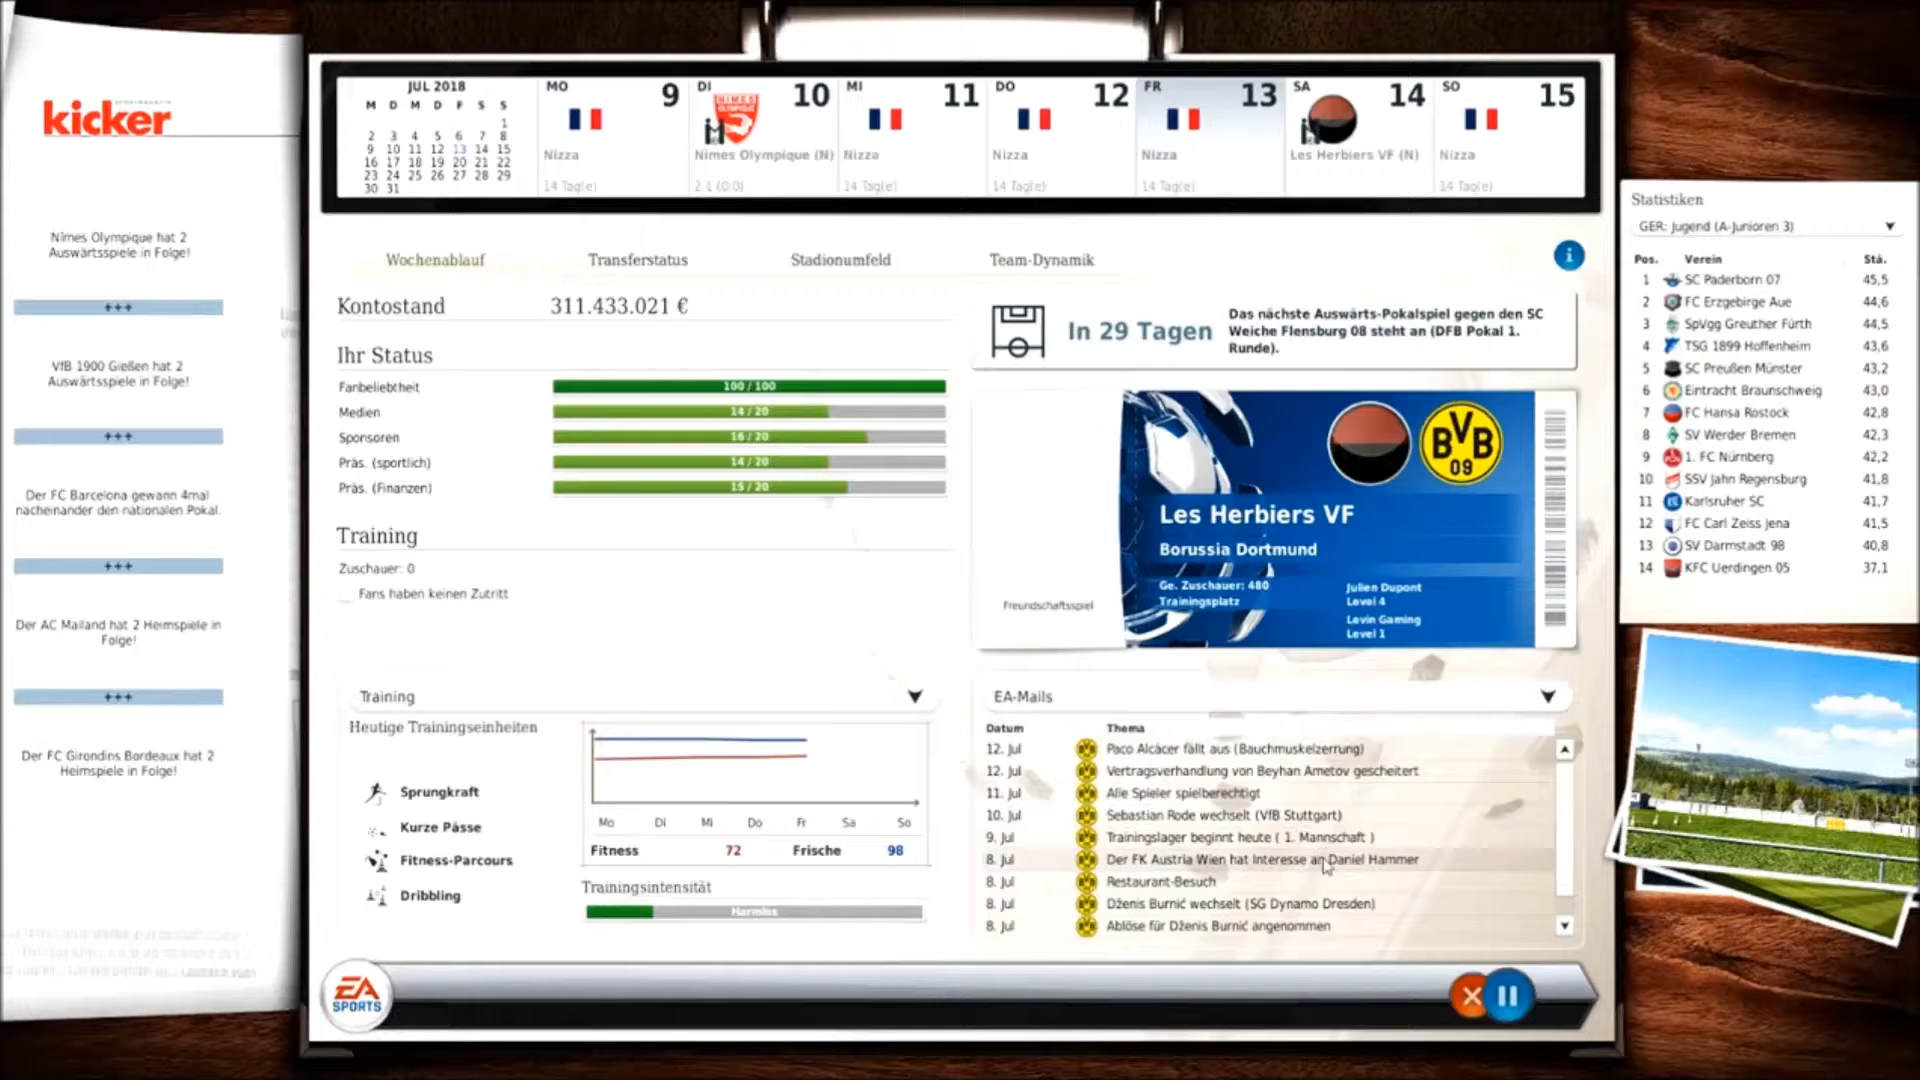 kicker
Nîmes Olympique hat 2
Auswärtsspiele in Folge!
+++
VfB 1900 Gießen hat 2
Auswärtsspiele in Folge!
+++
Der FC Barcelona gewann 4mal
nacheinander den nationalen Pokal.
+++
Der AC Mailand hat 2 Heimspiele in
Folge!
+++
Der FC Girondins Bordeaux hat 2
Heimspiele in Folge!
JUL 2018
M D M D F S S
1
2 3 4 5 6 7 8
9 10 11 12 13 14 15
16 17 18 19 20 21 22
23 24 25 26 27 28 29
30 31
MO 9
Nizza
14 Tag(e)
DI 10
NIMES OLYMPIQUE
Nîmes Olympique (N)
2:1 (0:0)
MI 11
Nizza
14 Tag(e)
DO 12
Nizza
14 Tag(e)
FR 13
Nizza
14 Tag(e)
SA 14
Les Herbiers VF (N)
SO 15
Nizza
14 Tag(e)
Wochenablauf Transferstatus Stadionumfeld Team-Dynamik
i
Kontostand 311.433.021 €
Ihr Status
Fanbeliebtheit 100 / 100
Medien 14 / 20
Sponsoren 16 / 20
Präs. (sportlich) 14 / 20
Präs. (Finanzen) 15 / 20
Training
Zuschauer: 0
Fans haben keinen Zutritt
In 29 Tagen
Das nächste Auswärts-Pokalspiel gegen den SC
Weiche Flensburg 08 steht an (DFB Pokal 1.
Runde).
Freundschaftsspiel
BVB
09
Les Herbiers VF
Borussia Dortmund
Ge. Zuschauer: 480
Trainingsplatz
Julien Dupont
Level 4
Levin Gaming
Level 1
Training
Heutige Trainingseinheiten
Sprungkraft
Kurze Pässe
Fitness-Parcours
Dribbling
Mo Di Mi Do Fr Sa So
Fitness 72 Frische 98
Trainingsintensität
Harmlos
EA-Mails
Datum Thema
12. Jul Paco Alcácer fällt aus (Bauchmuskelzerrung)
12. Jul Vertragsverhandlung von Beyhan Ametov gescheitert
11. Jul Alle Spieler spielberechtigt
10. Jul Sebastian Rode wechselt (VfB Stuttgart)
9. Jul Trainingslager beginnt heute ( 1. Mannschaft )
8. Jul Der FK Austria Wien hat Interesse an Daniel Hammer
8. Jul Restaurant-Besuch
8. Jul Dženis Burnić wechselt (SG Dynamo Dresden)
8. Jul Ablöse für Dženis Burnić angenommen
EA
SPORTS
Statistiken
GER: Jugend (A-Junioren 3)
Pos. Verein Stä.
1 SC Paderborn 07 45,5
2 FC Erzgebirge Aue 44,6
3 SpVgg Greuther Fürth 44,5
4 TSG 1899 Hoffenheim 43,6
5 SC Preußen Münster 43,2
6 Eintracht Braunschweig 43,0
7 FC Hansa Rostock 42,8
8 SV Werder Bremen 42,3
9 1. FC Nürnberg 42,2
10 SSV Jahn Regensburg 41,8
11 Karlsruher SC 41,7
12 FC Carl Zeiss Jena 41,5
13 SV Darmstadt 98 40,8
14 KFC Uerdingen 05 37,1